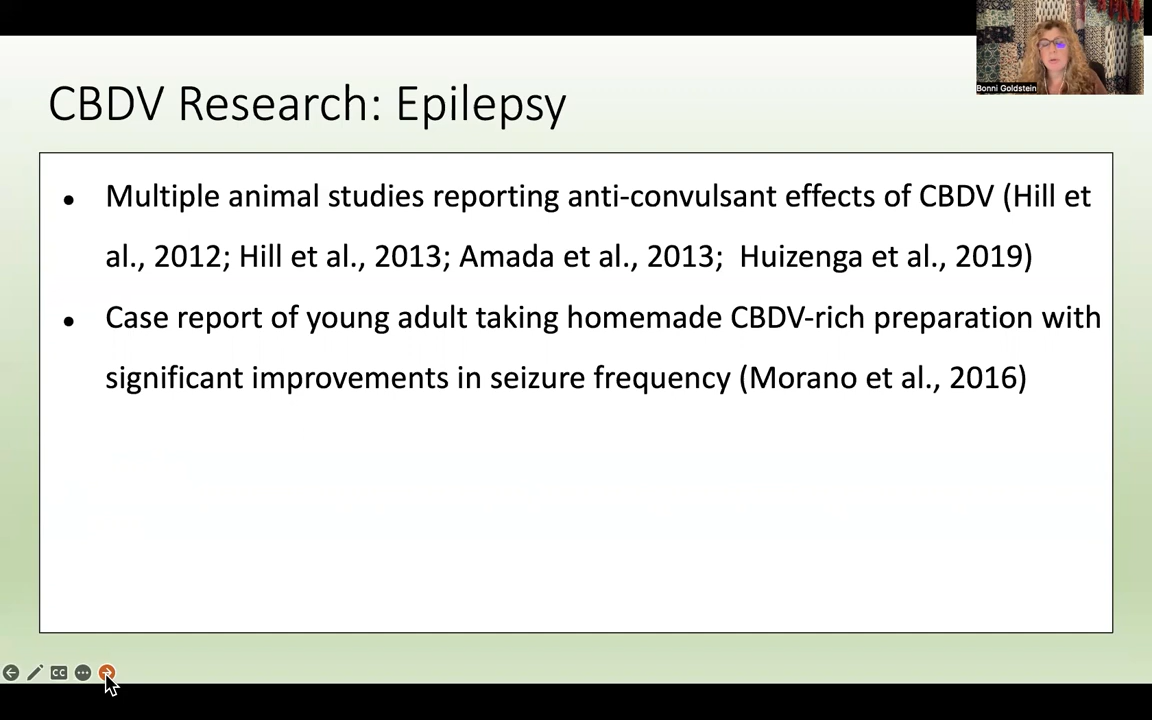 Bonni Goldstein
CBDV Research: Epilepsy
• Multiple animal studies reporting anti-convulsant effects of CBDV (Hill et
al., 2012; Hill et al., 2013; Amada et al., 2013; Huizenga et al., 2019)
• Case report of young adult taking homemade CBDV-rich preparation with
significant improvements in seizure frequency (Morano et al., 2016)
CC